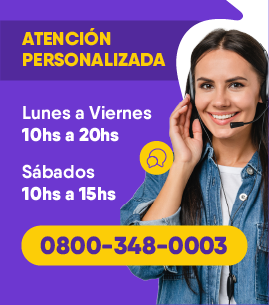 ATENCIÓN
PERSONALIZADA
Lunes a Viernes
10hs a 20hs
Sábados
10hs a 15hs
0800-348-0003